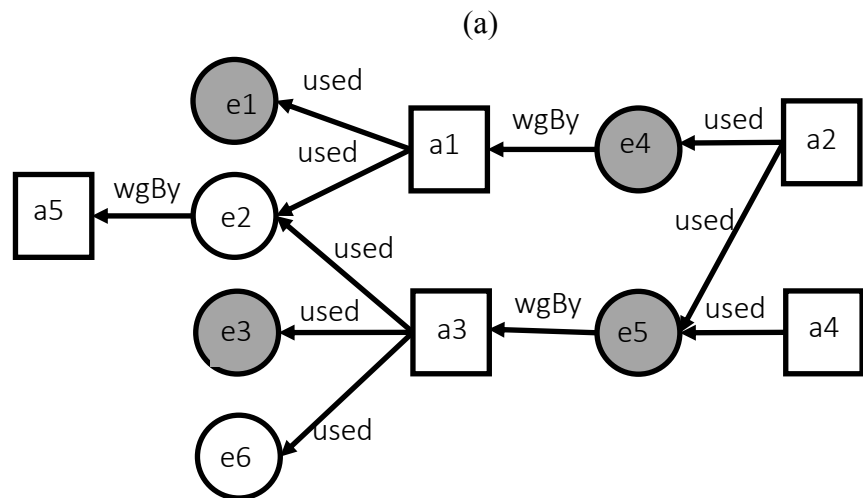 (a)
e1
used
used
a1
wgBy
e4
used
a2
a5
wgBy
e2
used
used
e3
used
a3
wgBy
e5
used
a4
used
e6